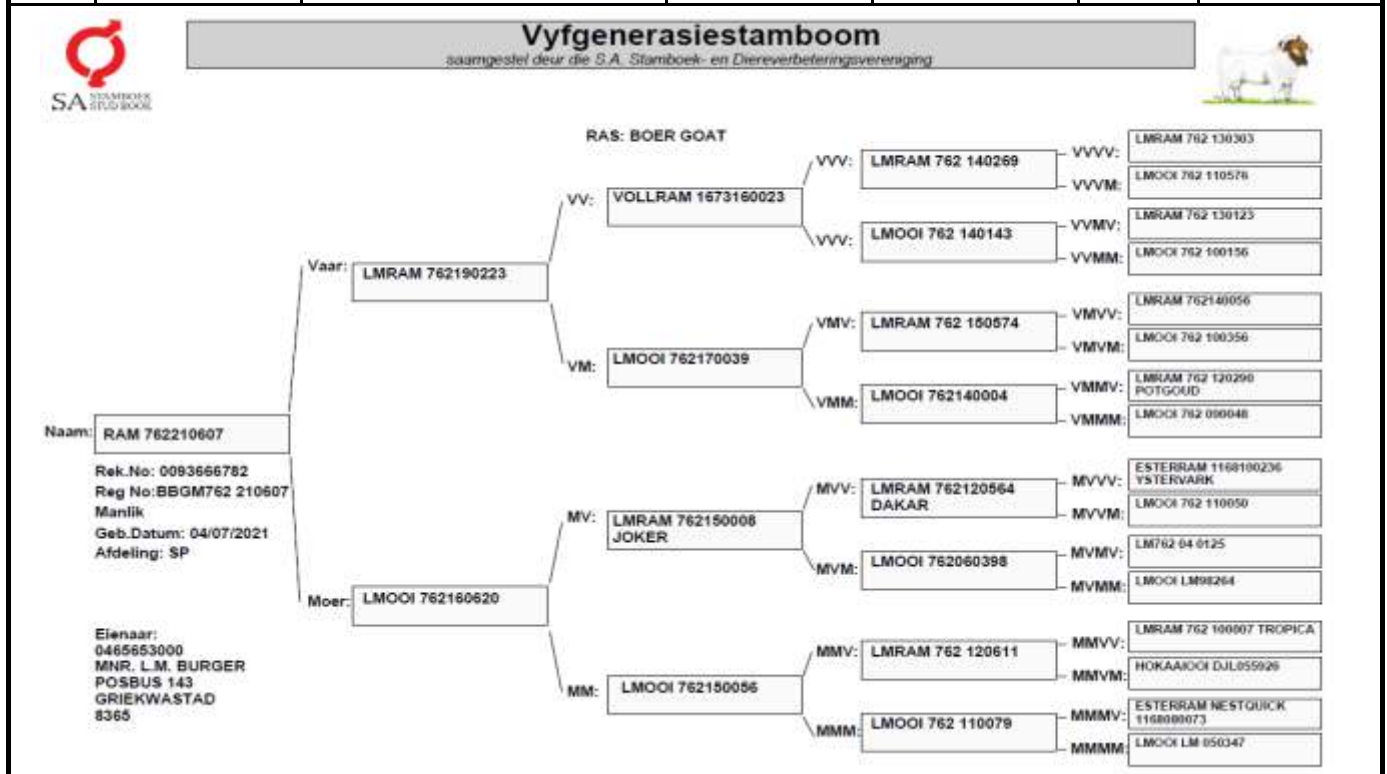 Vyfgenerasiestamboom
saamgestel deur die S.A. Stamboek- en Diereverbeteringsvereniging
SA STAMBOEK
STUD BOOK
RAS: BOER GOAT
Naam: RAM 762210607
Rek.No: 0093666782
Reg No:BBGM762 210607
Manlik
Geb.Datum: 04/07/2021
Afdeling: SP
Eienaar:
0465653000
MNR. L.M. BURGER
POSBUS 143
GRIEKWASTAD
8365
Vaar: LMRAM 762190223
Moer: LMOOI 762160620
VV: VOLLRAM 1673160023
VM: LMOOI 762170039
MV: LMRAM 762150008
JOKER
MM: LMOOI 762150056
VVV: LMRAM 762 140269
VVV: LMOOI 762 140143
VMV: LMRAM 762 150574
VMM: LMOOI 762140004
MVV: LMRAM 762120564
DAKAR
MVM: LMOOI 762060398
MMV: LMRAM 762 120611
MMM: LMOOI 762 110079
VVVV: LMRAM 762 130303
VVVM: LMOOI 762 110576
VVMV: LMRAM 762 130123
VVMM: LMOOI 762 100156
VMVV: LMRAM 762140056
VMVM: LMOOI 762 100356
VMMV: LMRAM 762 120290
POTGOUD
VMMM: LMOOI 762 090048
MVVV: ESTERRAM 1168100236
YSTERVARK
MVVM: LMOOI 762 110050
MVMV: LM762 04 0125
MVMM: LMOOI LM98264
MMVV: LMRAM 762 100807 TROPICA
MMVM: HOKAAIOOI DJL055926
MMMV: ESTERRAM NESTQUICK
1168080073
MMMM: LMOOI LM 050347